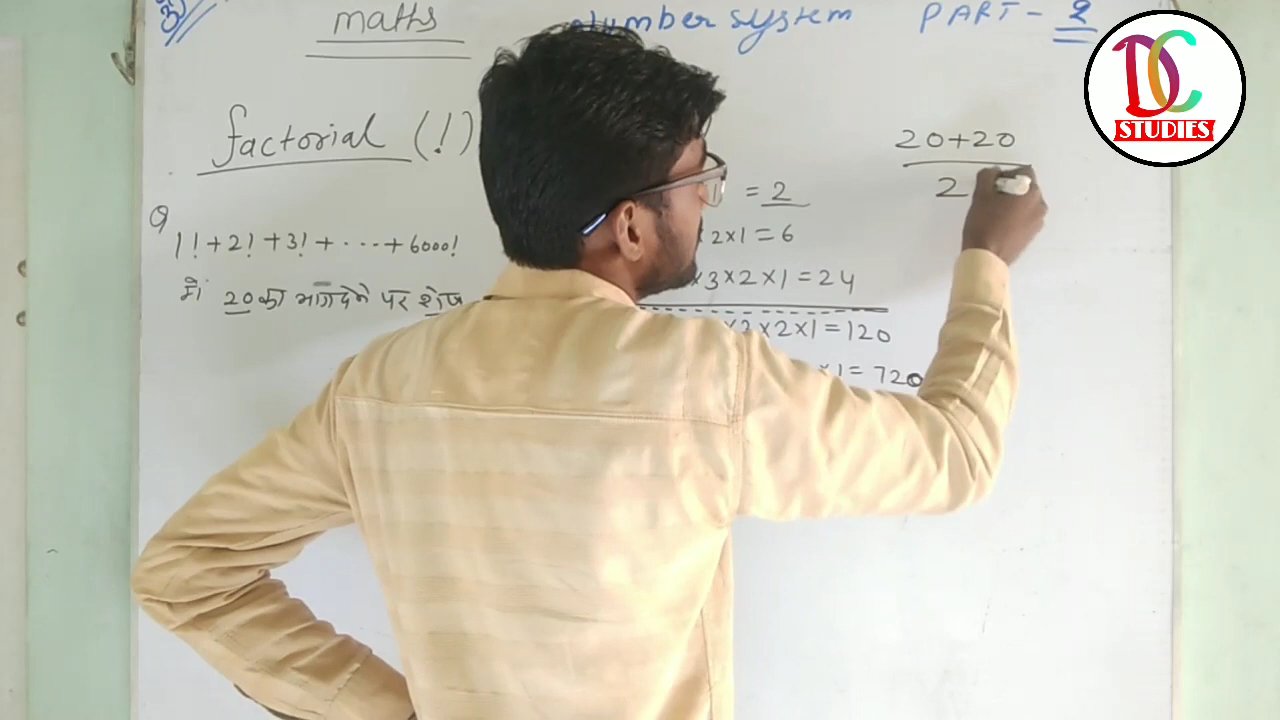 maths
Number system PART-2
DC
STUDIES
factorial (!)
20+20
2
= 2
Q
1!+2!+3!+.....+6000!
2×1=6
में 20 का भाग देने पर शेष
×3×2×1=24
×3×2×1=120
×1=720